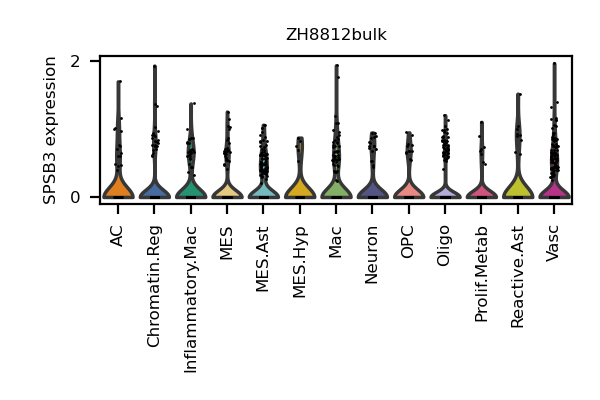 ZH8812bulk
SPSB3 expression
2
0
AC
Chromatin.Reg
Inflammatory.Mac
MES
MES.Ast
MES.Hyp
Mac
Neuron
OPC
Oligo
Prolif.Metab
Reactive.Ast
Vasc